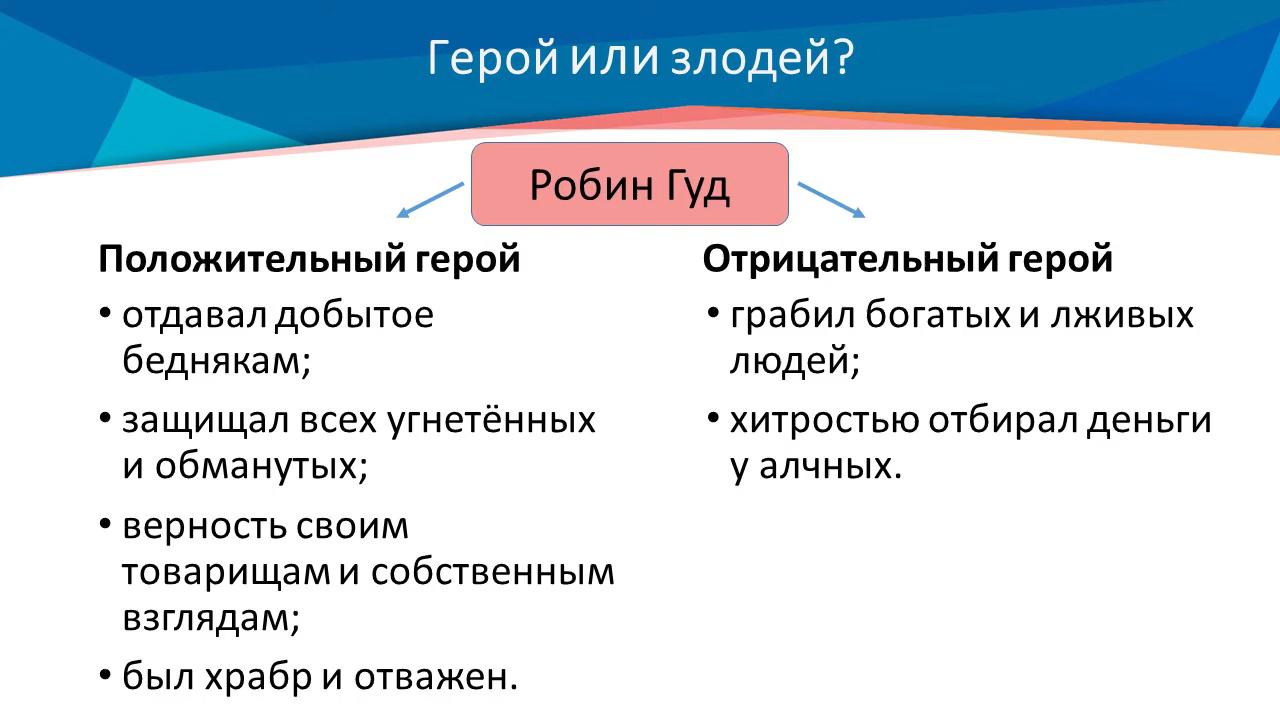 Герой или злодей?
Робин Гуд
Положительный герой
• отдавал добытое
беднякам;
• защищал всех угнетённых
и обманутых;
• верность своим
товарищам и собственным
взглядам;
• был храбр и отважен.
Отрицательный герой
• грабил богатых и лживых
людей;
• хитростью отбирал деньги
у алчных.